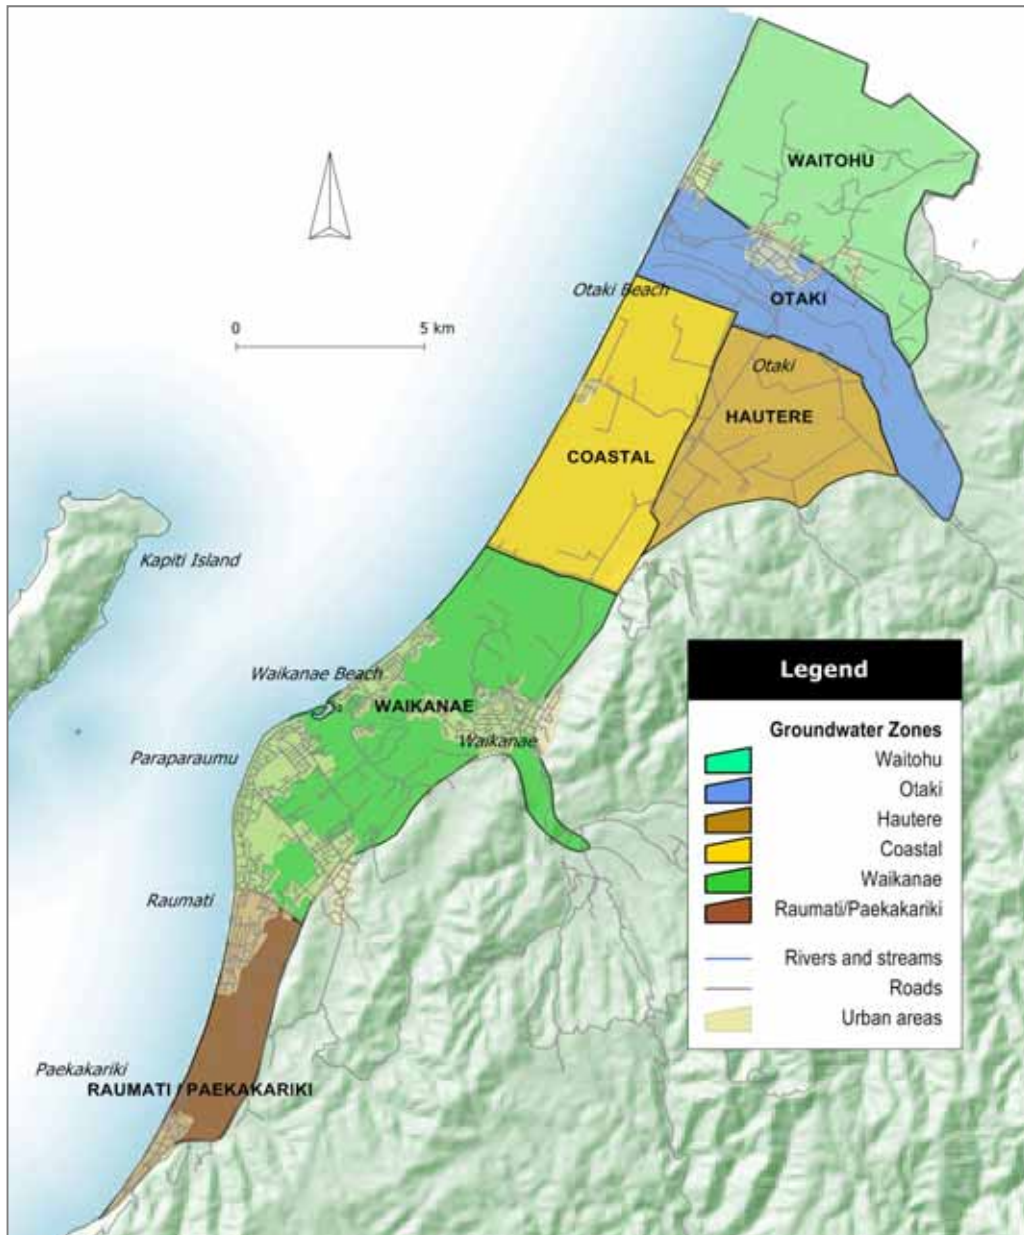 WAITOHU
Otaki Beach
OTAKI
0 5 km
Otaki
HAUTERE
COASTAL
Kapiti Island
Waikanae Beach
WAIKANAE
Waikanae
Paraparaumu
Raumati
Paekakariki
RAUMATI / PAEKAKARIKI
Legend
Groundwater Zones
Waitohu
Otaki
Hautere
Coastal
Waikanae
Raumati/Paekakariki
Rivers and streams
Roads
Urban areas